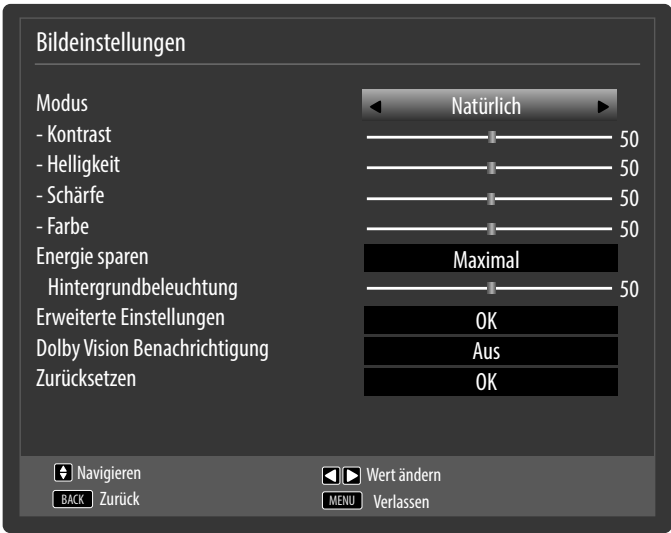 Bildeinstellungen
Modus Natürlich
- Kontrast 50
- Helligkeit 50
- Schärfe 50
- Farbe 50
Energie sparen Maximal
Hintergrundbeleuchtung 50
Erweiterte Einstellungen OK
Dolby Vision Benachrichtigung Aus
Zurücksetzen OK
Navigieren Wert ändern
BACK Zurück MENU Verlassen